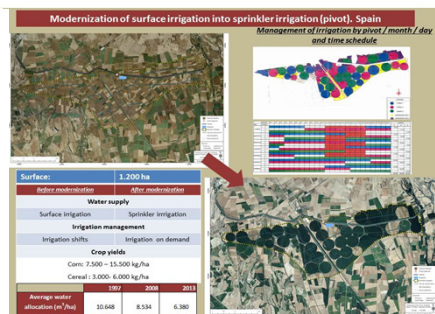 Modernization of surface irrigation into sprinkler irrigation (pivot). Spain
Management of irrigation by pivot / month / day
and time schedule
Surface: 1.200 ha
Before modernization After modernization
Water supply
Surface irrigation Sprinkler Irrigation
Irrigation management
Irrigation shifts Irrigation on demand
Crop yields
Corn: 7.500 – 15.500 kg/ha
Cereal : 3.000- 6.000 kg/ha
1997 2008 2013
Average water
allocation (m³/ha) 10.648 8.534 6.380